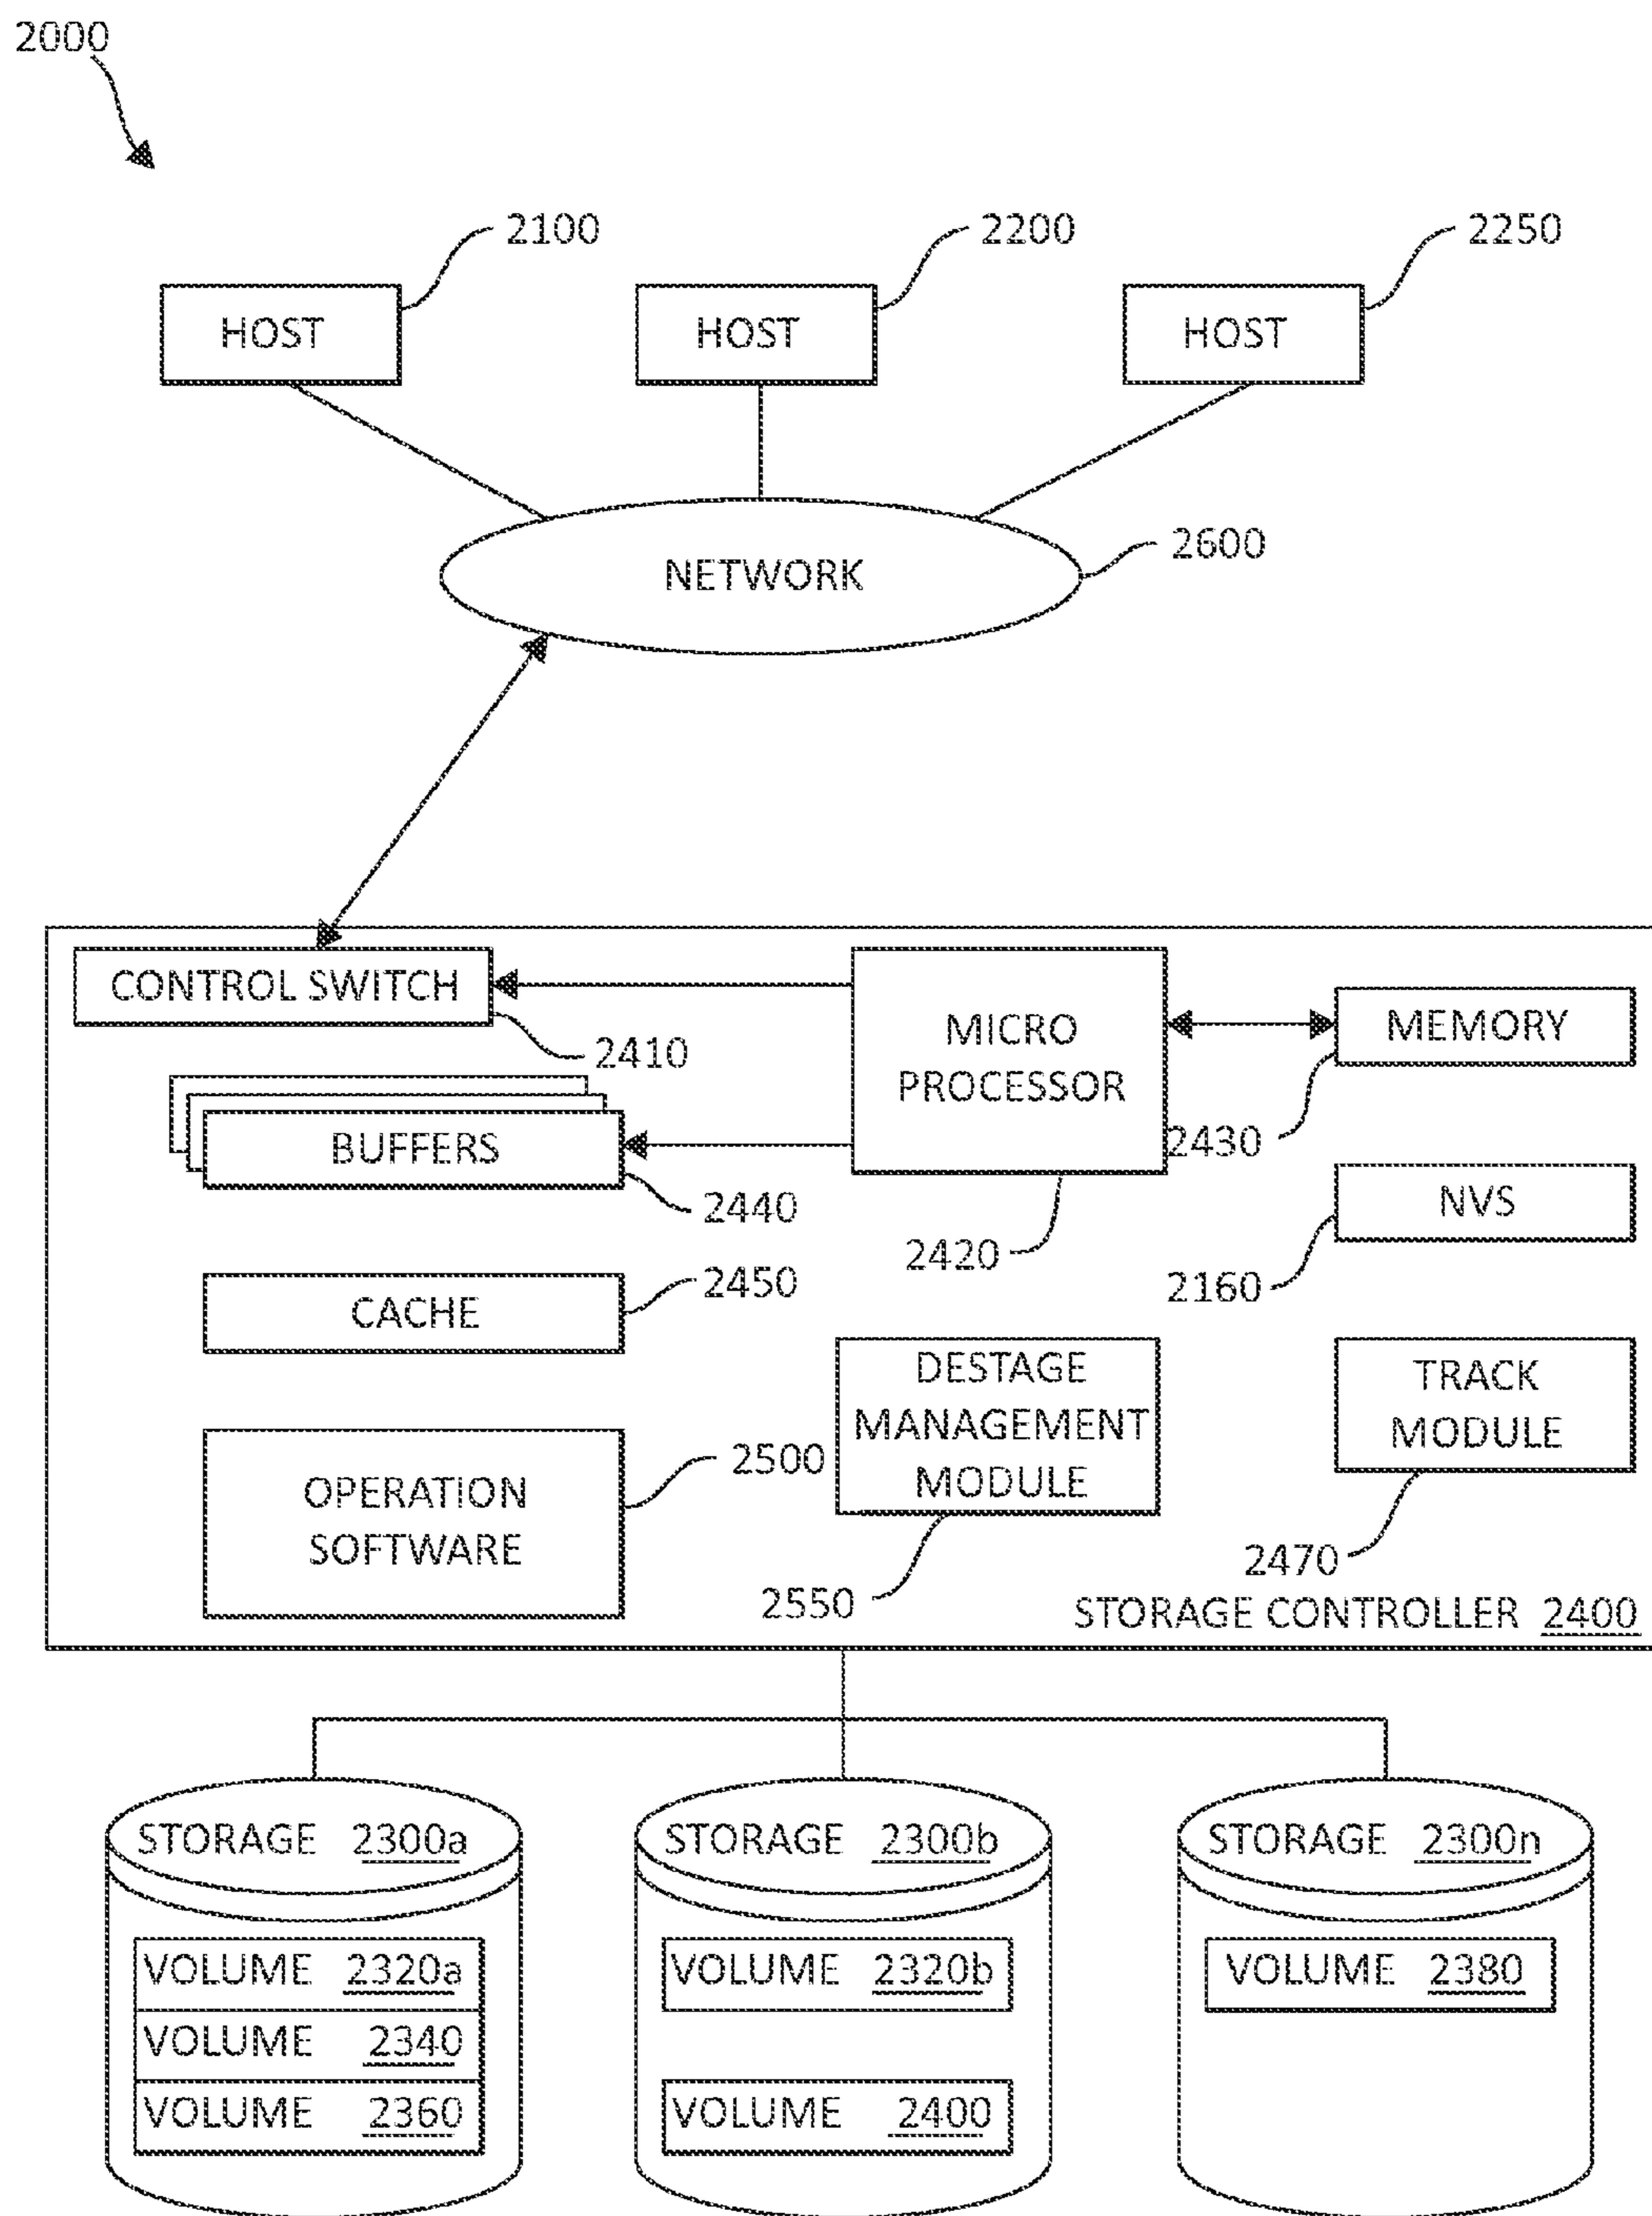 2000
2100
2200
2250
HOST
HOST
HOST
2600
NETWORK
CONTROL SWITCH
2410
MICRO
PROCESSOR
MEMORY
2430
BUFFERS
2440
2420
NVS
2160
CACHE
2450
DESTAGE
MANAGEMENT
MODULE
2550
TRACK
MODULE
2470
OPERATION
SOFTWARE
2500
STORAGE CONTROLLER 2400
STORAGE 2300a
VOLUME 2320a
VOLUME 2340
VOLUME 2360
STORAGE 2300b
VOLUME 2320b
VOLUME 2400
STORAGE 2300n
VOLUME 2380